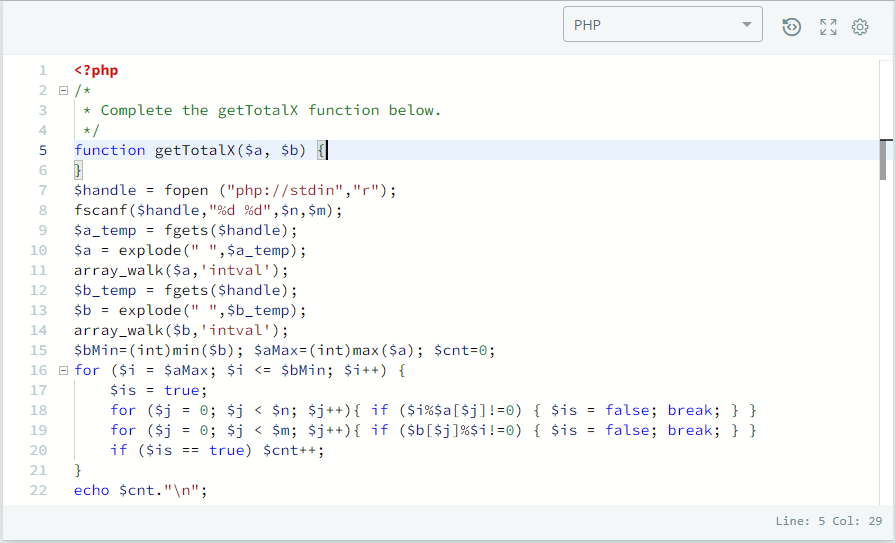 PHP
1 <?php
2 /*
3  * Complete the getTotalX function below.
4  */
5 function getTotalX($a, $b) {
6 }
7 $handle = fopen ("php://stdin","r");
8 fscanf($handle,"%d %d",$n,$m);
9 $a_temp = fgets($handle);
10 $a = explode(" ",$a_temp);
11 array_walk($a,'intval');
12 $b_temp = fgets($handle);
13 $b = explode(" ",$b_temp);
14 array_walk($b,'intval');
15 $bMin=(int)min($b); $aMax=(int)max($a); $cnt=0;
16 for ($i = $aMax; $i <= $bMin; $i++) {
17     $is = true;
18     for ($j = 0; $j < $n; $j++){ if ($i%$a[$j]!=0) { $is = false; break; } }
19     for ($j = 0; $j < $m; $j++){ if ($b[$j]%$i!=0) { $is = false; break; } }
20     if ($is == true) $cnt++;
21 }
22 echo $cnt."\n";
Line: 5 Col: 29